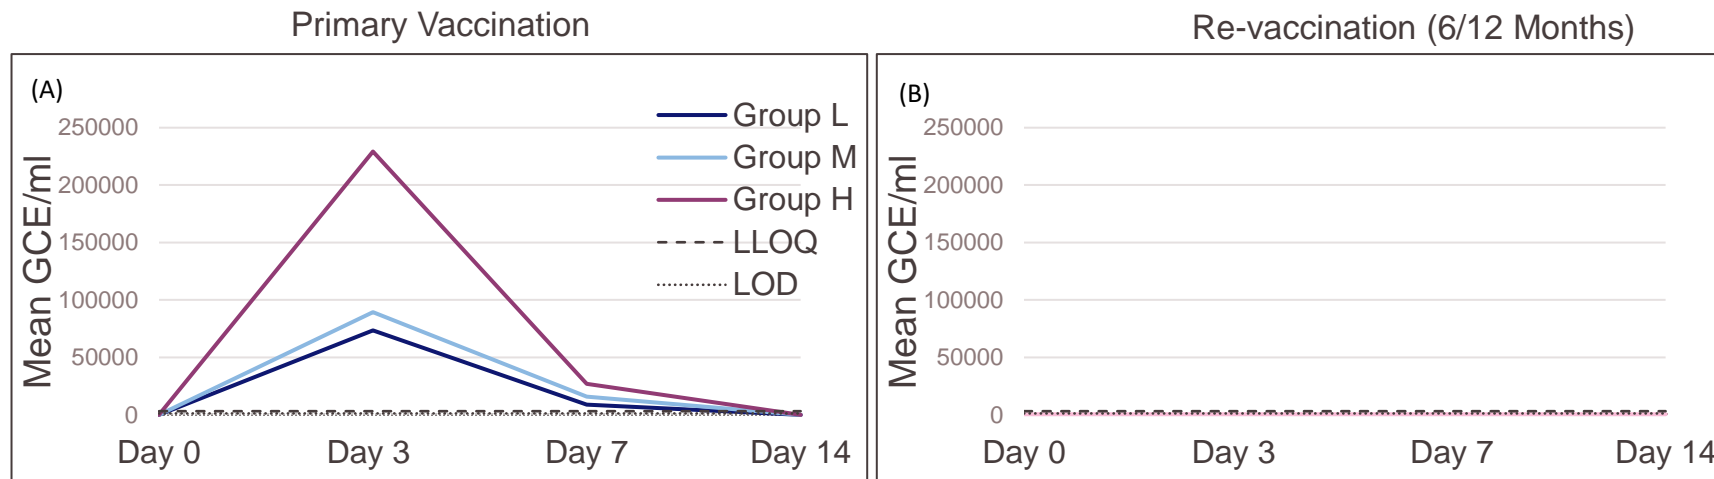 Primary Vaccination
(A)
Group L
Group M
Group H
LLOQ
LOD
Mean GCE/ml
250000
200000
150000
100000
50000
0
Day 0 Day 3 Day 7 Day 14
Re-vaccination (6/12 Months)
(B)
Mean GCE/ml
250000
200000
150000
100000
50000
0
Day 0 Day 3 Day 7 Day 14